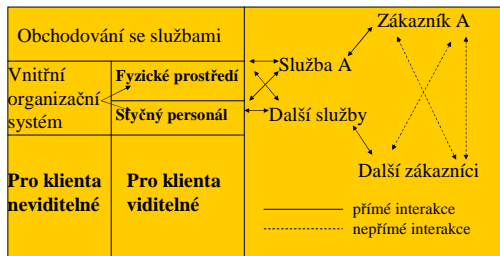 Obchodování se službami
Vnitřní
organizační
systém
Fyzické prostředí
Styčný personál
Pro klienta
neviditelné
Pro klienta
viditelné
Zákazník A
Služba A
Další služby
Další zákazníci
přímé interakce
nepřímé interakce